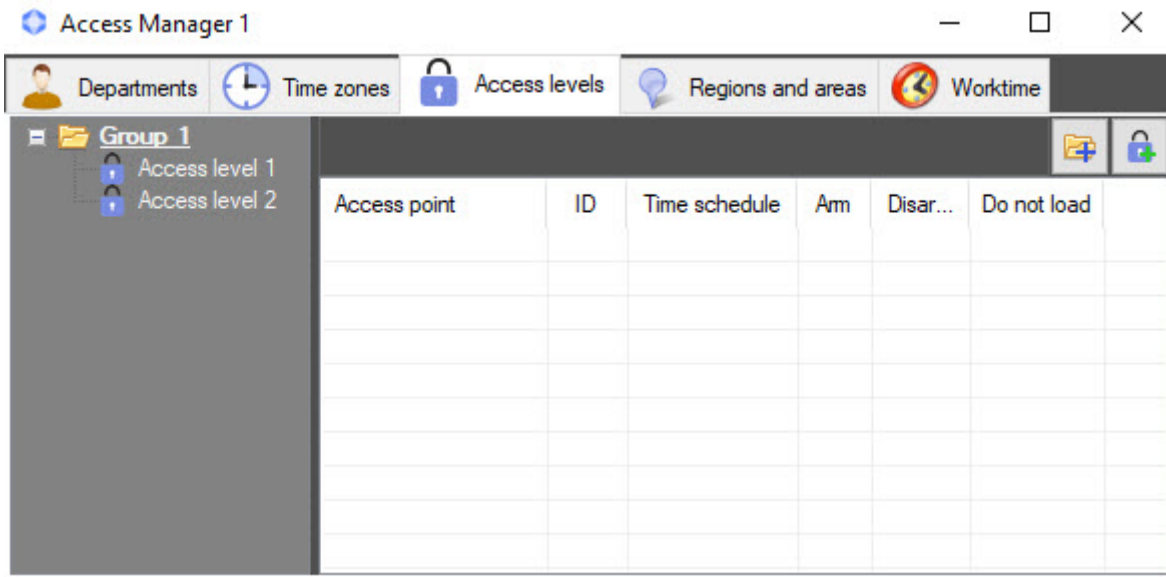 Access Manager 1
Departments Time zones Access levels Regions and areas Worktime
Group 1
Access level 1
Access level 2
Access point ID Time schedule Arm Disar... Do not load